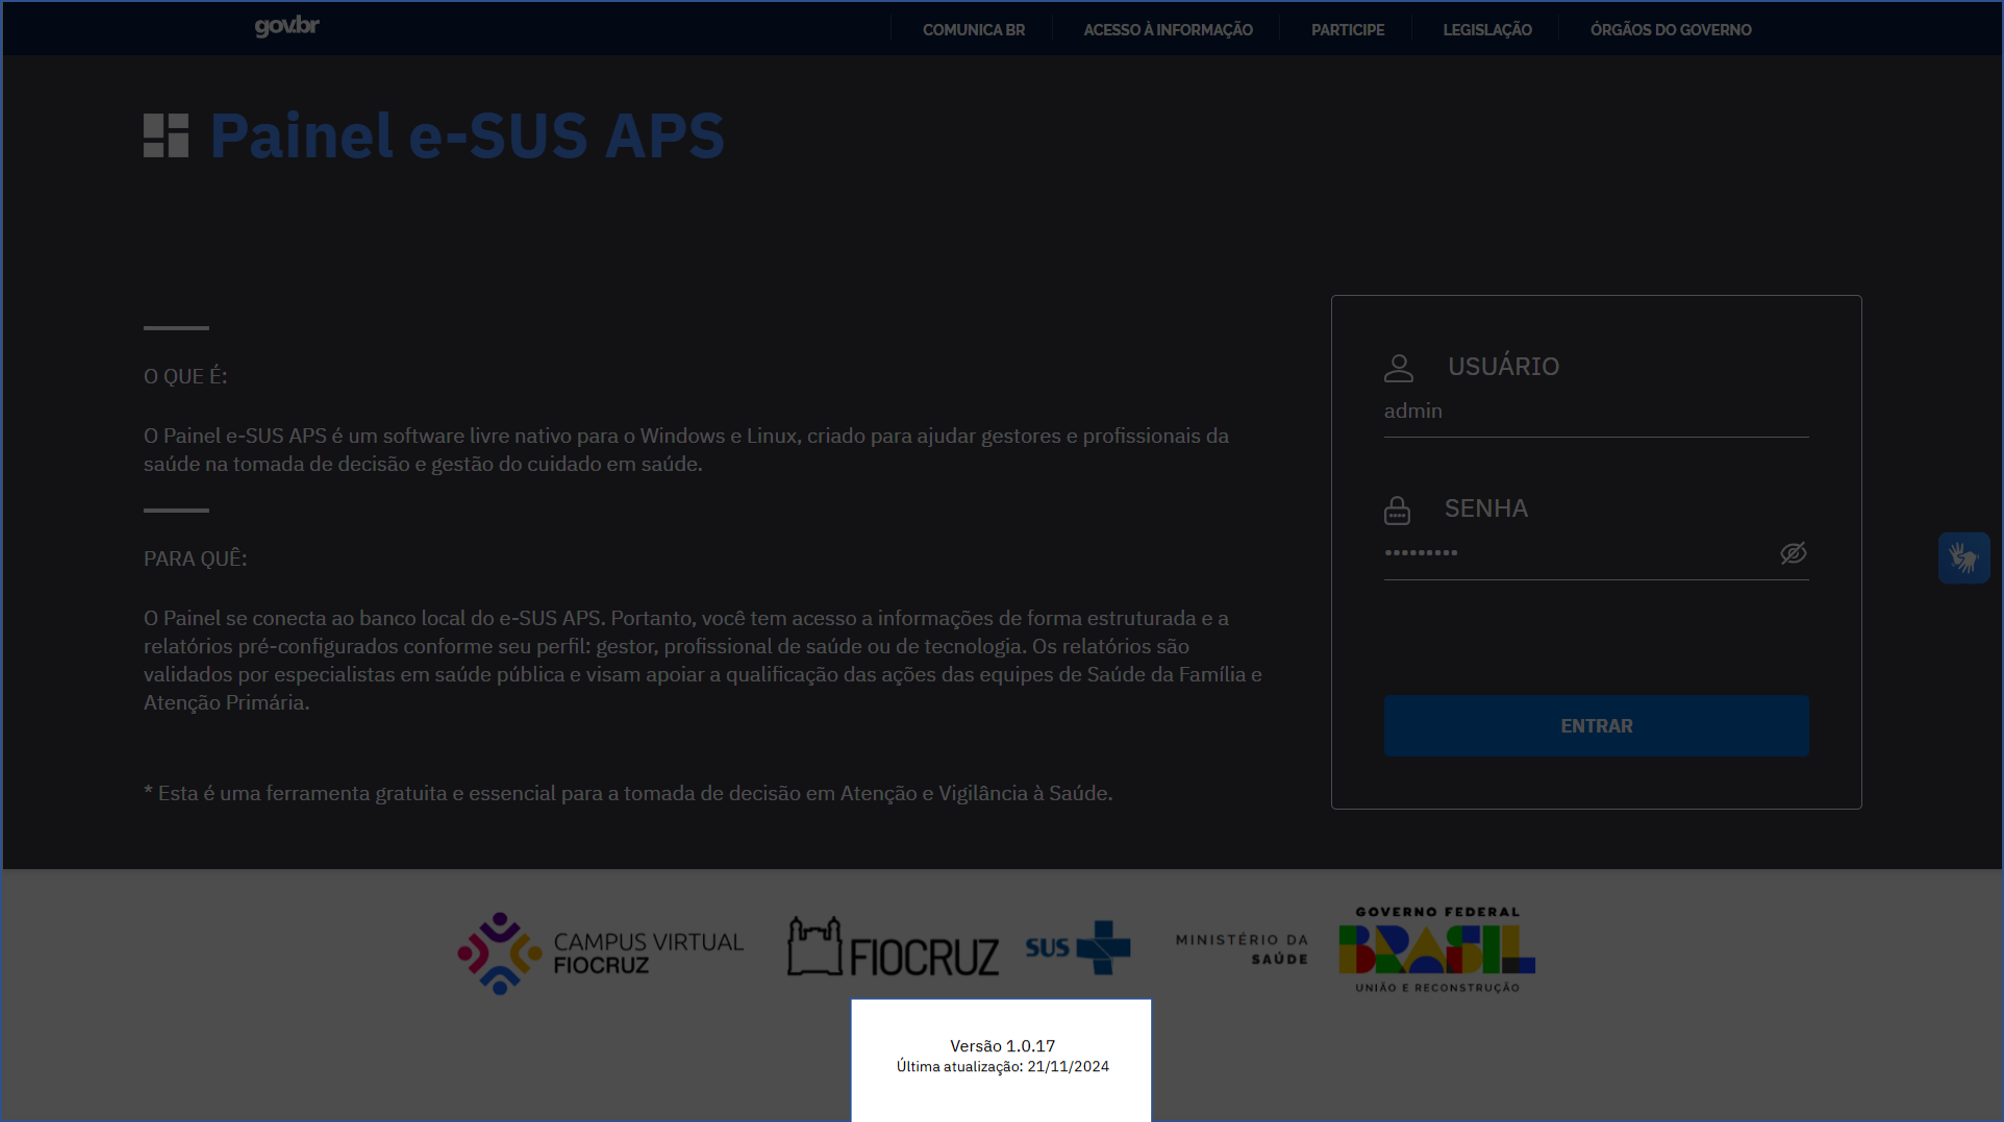 gov.br
COMUNICA BR
ACESSO À INFORMAÇÃO
PARTICIPE
LEGISLAÇÃO
ÓRGÃOS DO GOVERNO
Painel e-SUS APS
O QUE É:
O Painel e-SUS APS é um software livre nativo para o Windows e Linux, criado para ajudar gestores e profissionais da
saúde na tomada de decisão e gestão do cuidado em saúde.
PARA QUÊ:
O Painel se conecta ao banco local do e-SUS APS. Portanto, você tem acesso a informações de forma estruturada e a
relatórios pré-configurados conforme seu perfil: gestor, profissional de saúde ou de tecnologia. Os relatórios são
validados por especialistas em saúde pública e visam apoiar a qualificação das ações das equipes de Saúde da Família e
Atenção Primária.
* Esta é uma ferramenta gratuita e essencial para a tomada de decisão em Atenção e Vigilância à Saúde.
USUÁRIO
admin
SENHA
•••••••••
ENTRAR
CAMPUS VIRTUAL
FIOCRUZ
FIOCRUZ
SUS
MINISTÉRIO DA
SAÚDE
GOVERNO FEDERAL
BRASIL
UNIÃO E RECONSTRUÇÃO
Versão 1.0.17
Última atualização: 21/11/2024